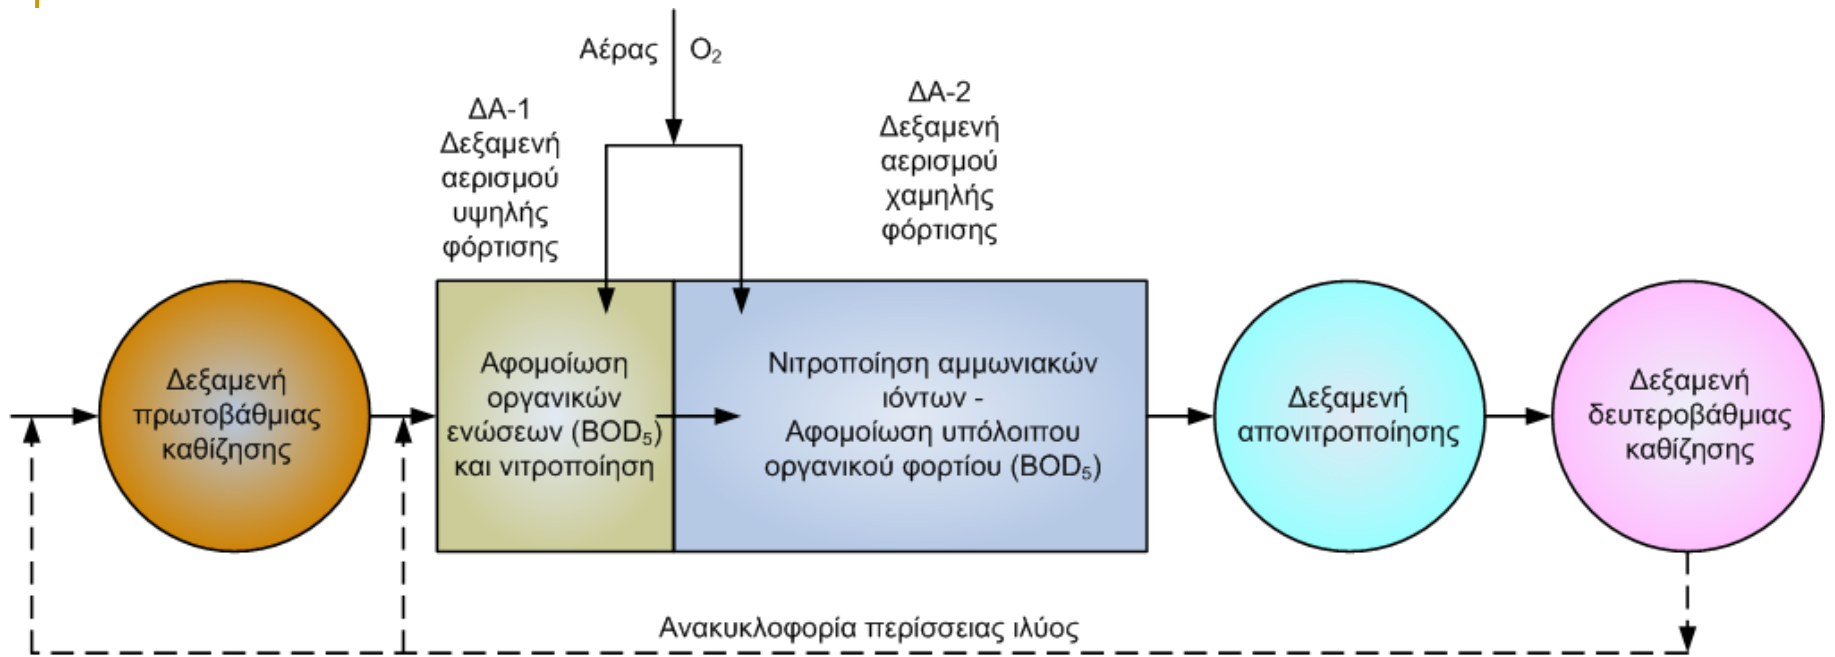 Αέρας O₂
ΔΑ-1
Δεξαμενή
αερισμού
υψηλής
φόρτισης
ΔΑ-2
Δεξαμενή
αερισμού
χαμηλής
φόρτισης
Δεξαμενή
πρωτοβάθμιας
καθίζησης
Αφομοίωση
οργανικών
ενώσεων (BOD₅)
και νιτροποίηση
Νιτροποίηση αμμωνιακών
ιόντων -
Αφομοίωση υπόλοιπου
οργανικού φορτίου (BOD₅)
Δεξαμενή
απονιτροποίησης
Δεξαμενή
δευτεροβάθμιας
καθίζησης
Ανακυκλοφορία περίσσειας ιλύος